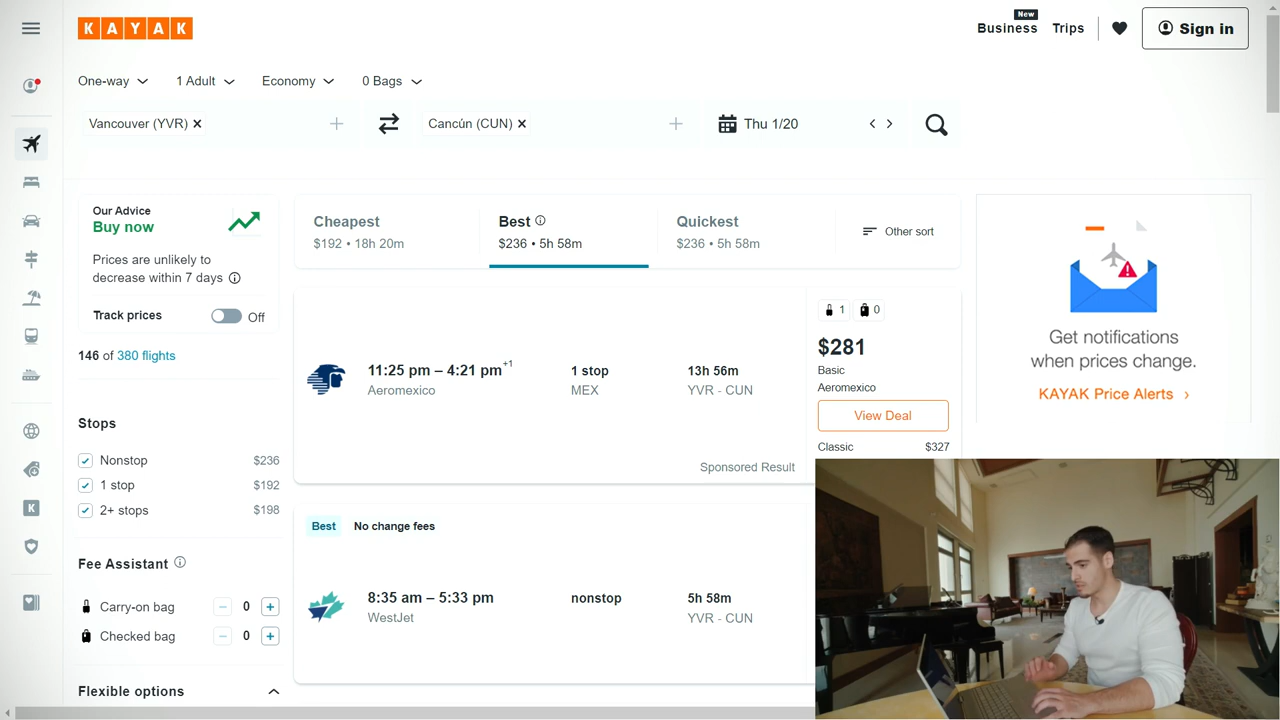 KAYAK
New
Business
Trips
Sign in
One-way
1 Adult
Economy
0 Bags
Vancouver (YVR)
Cancún (CUN)
Thu 1/20
Our Advice
Buy now
Prices are unlikely to
decrease within 7 days
Track prices
Off
146 of 380 flights
Stops
Nonstop $236
1 stop $192
2+ stops $198
Fee Assistant
Carry-on bag 0
Checked bag 0
Flexible options
Cheapest
$192 • 18h 20m
Best
$236 • 5h 58m
Quickest
$236 • 5h 58m
Other sort
11:25 pm – 4:21 pm+1
Aeromexico
1 stop
MEX
13h 56m
YVR - CUN
Sponsored Result
1 0
$281
Basic
Aeromexico
View Deal
Classic $327
Best
No change fees
8:35 am – 5:33 pm
WestJet
nonstop
5h 58m
YVR - CUN
Get notifications
when prices change.
KAYAK Price Alerts ›
K